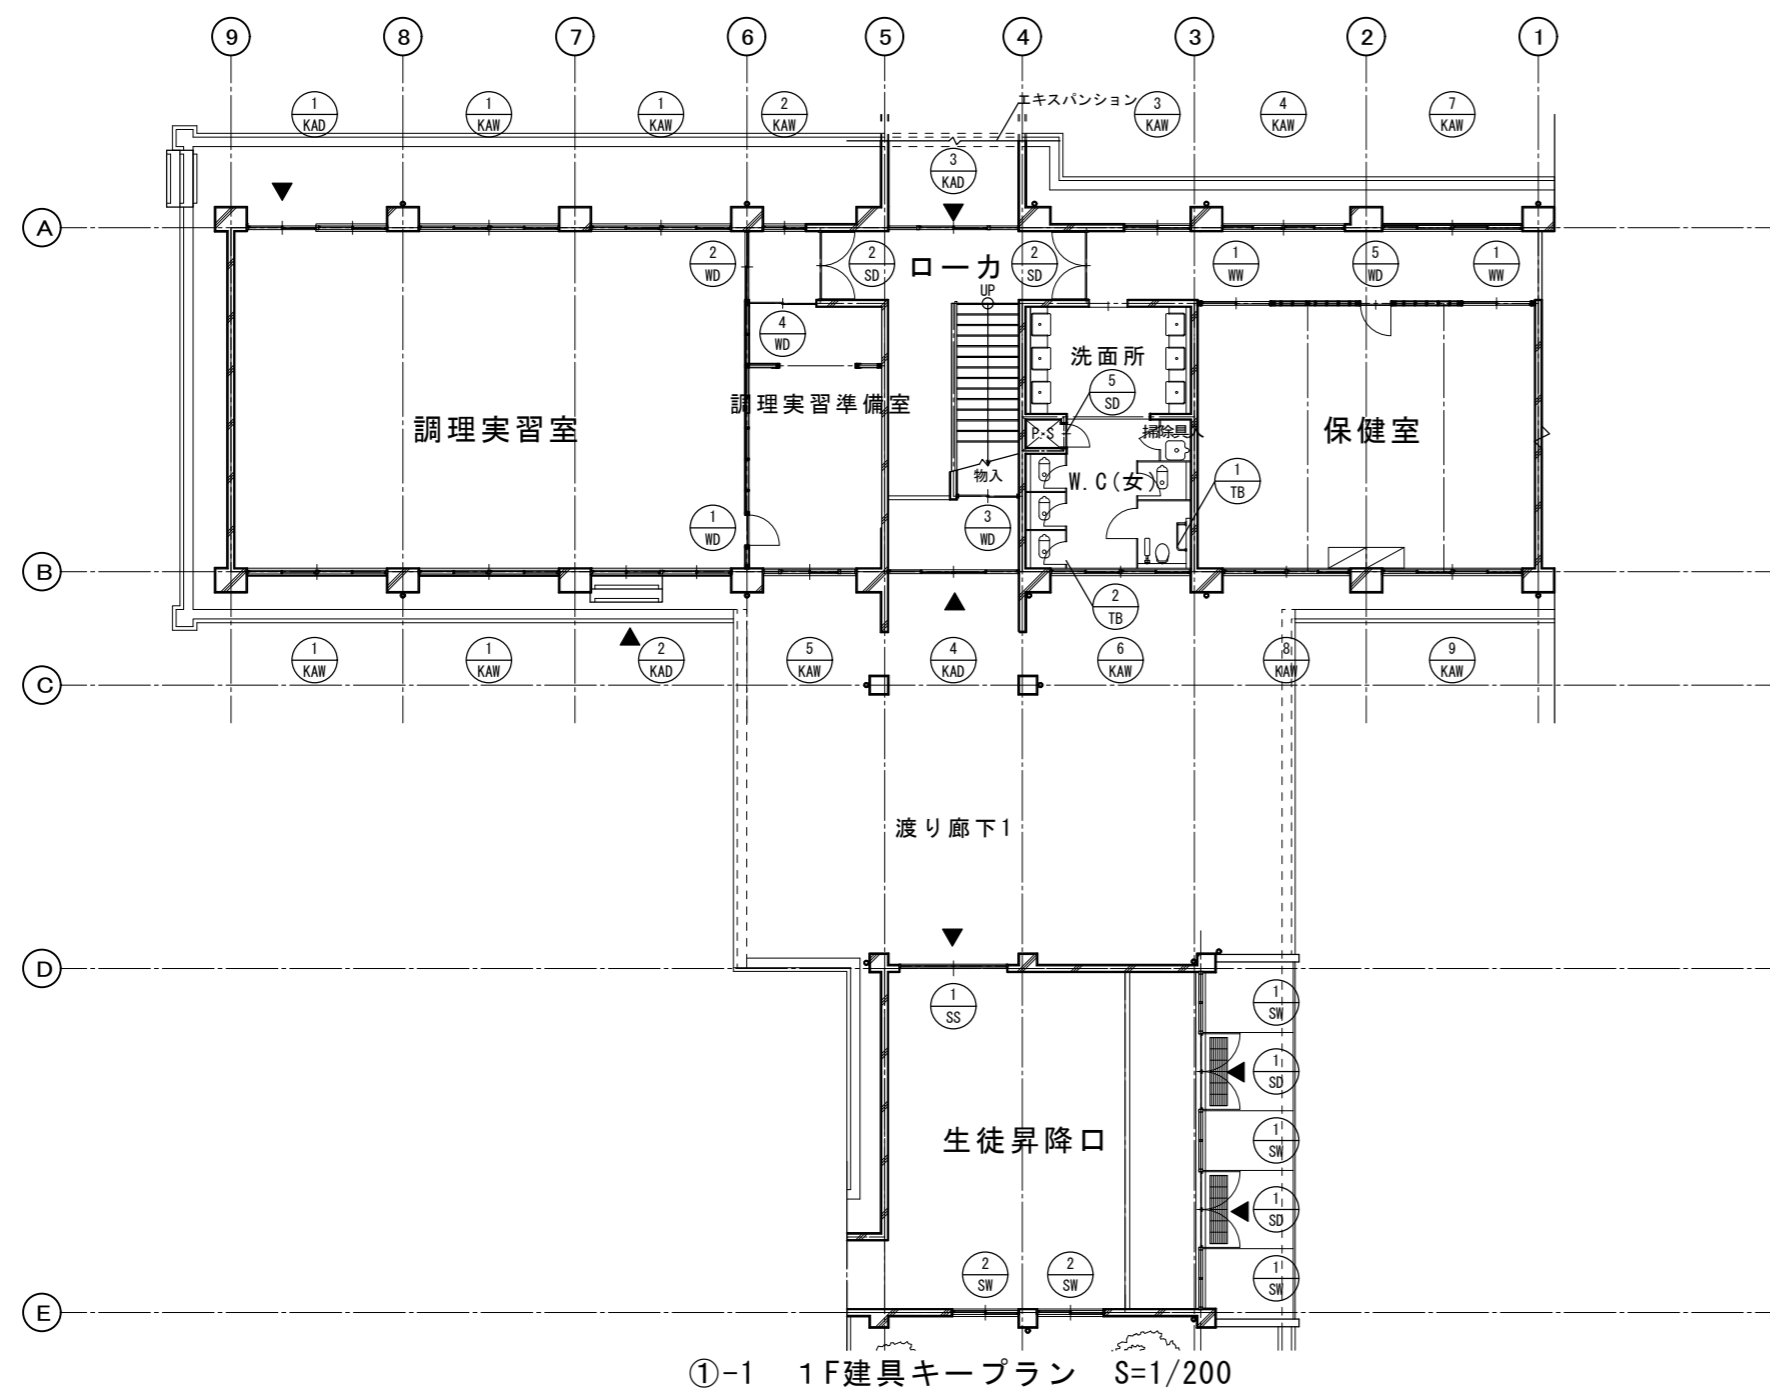 9 8 7 6 5 4 3 2 1
エキスパンション
1 KAD
1 KAW
1 KAW
2 KAW
3 KAW
4 KAW
7 KAW
3 KAD
A
2 WD
2 SD
ローカ
2 SD
1 WW
5 WD
1 WW
UP
4 WD
洗面所
5 SD
調理実習準備室
調理実習室
P-S
掃除具入
保健室
物入
W.C(女)
1 TB
1 WD
3 WD
B
2 TB
1 KAW
1 KAW
2 KAD
5 KAW
4 KAD
6 KAW
8 KAW
9 KAW
C
渡り廊下1
D
1 SS
1 SW
1 SD
生徒昇降口
1 SW
1 SD
2 SW
2 SW
1 SW
E
①-1 1F建具キープラン S=1/200